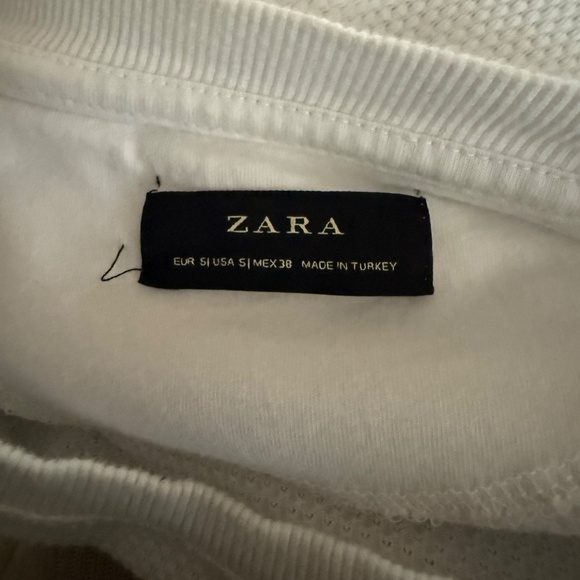 ZARA
EUR S| USA S| MEX 38 MADE IN TURKEY